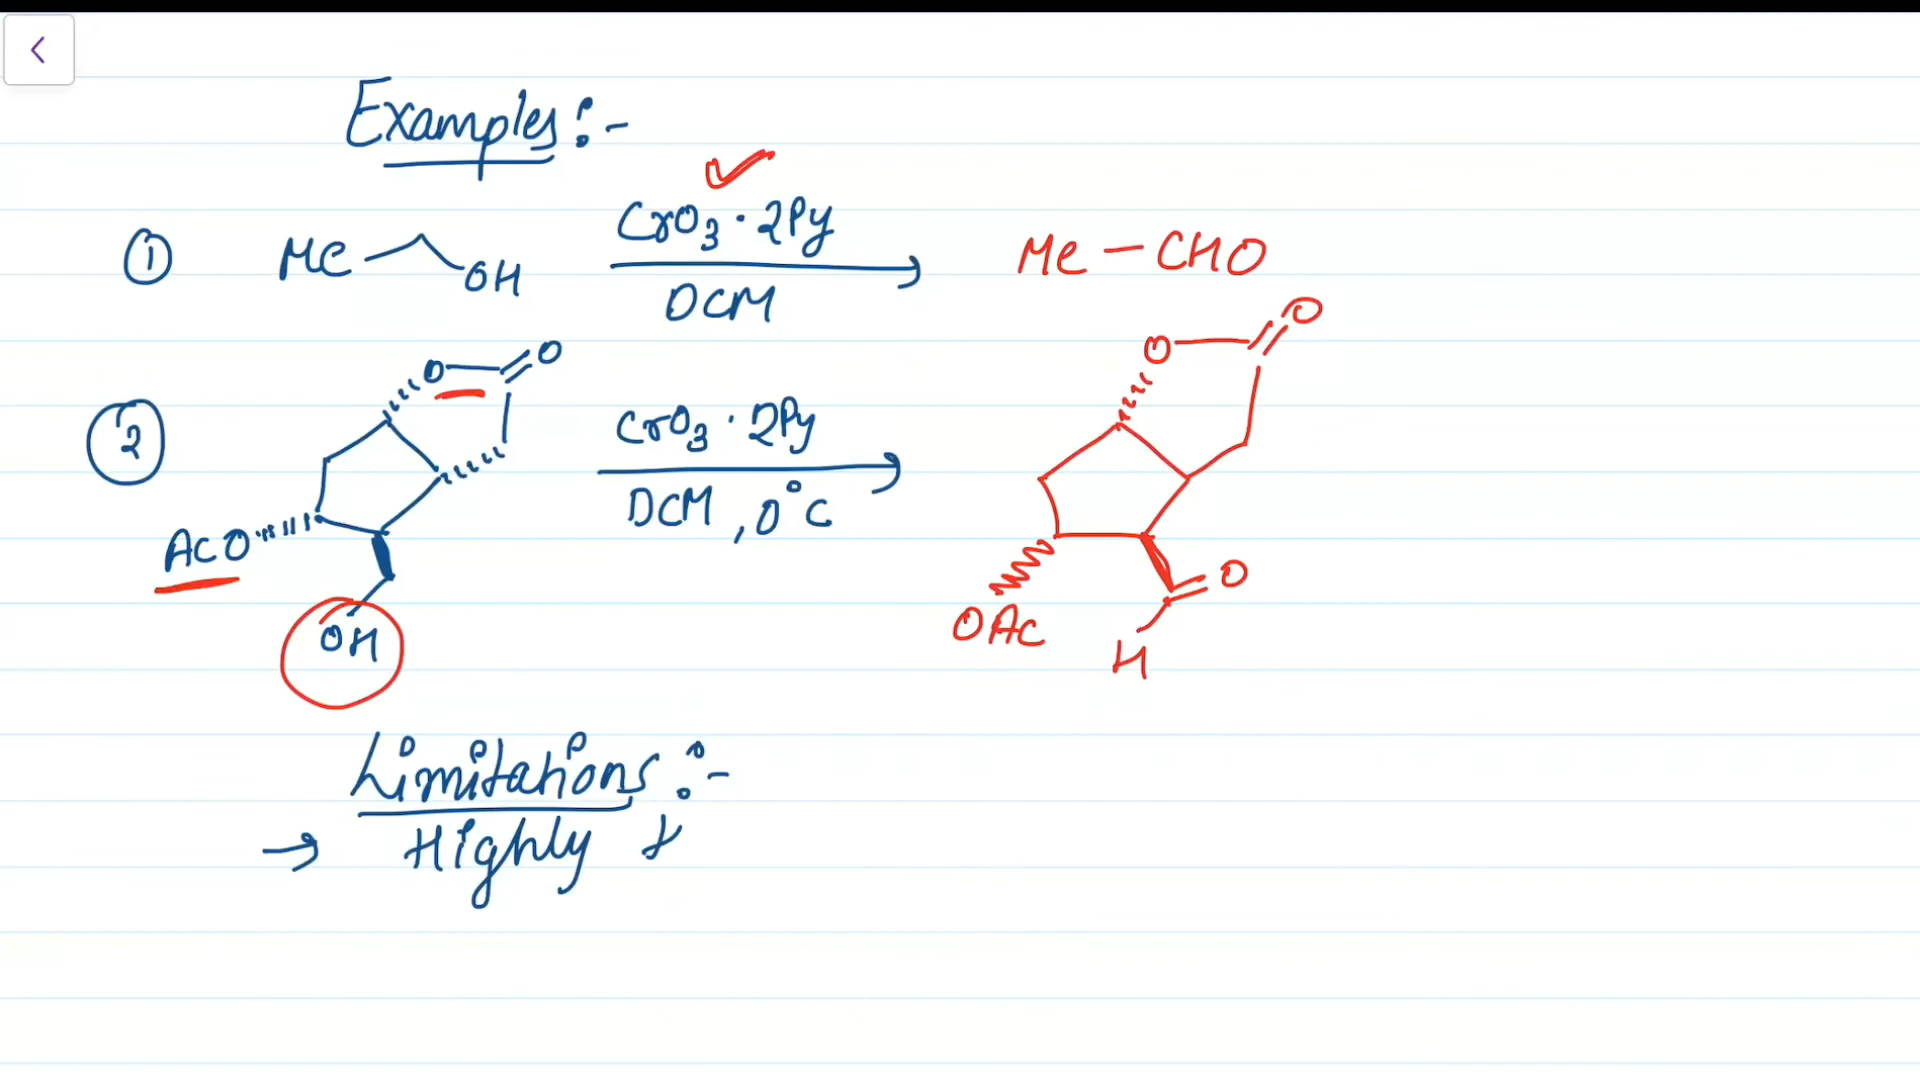 Examples:-
① Me OH CrO3·2Py DCM Me-CHO
② O O AcO OH CrO3·2Py DCM, 0°C O O OAc O H
Limitations:-
→ Highly